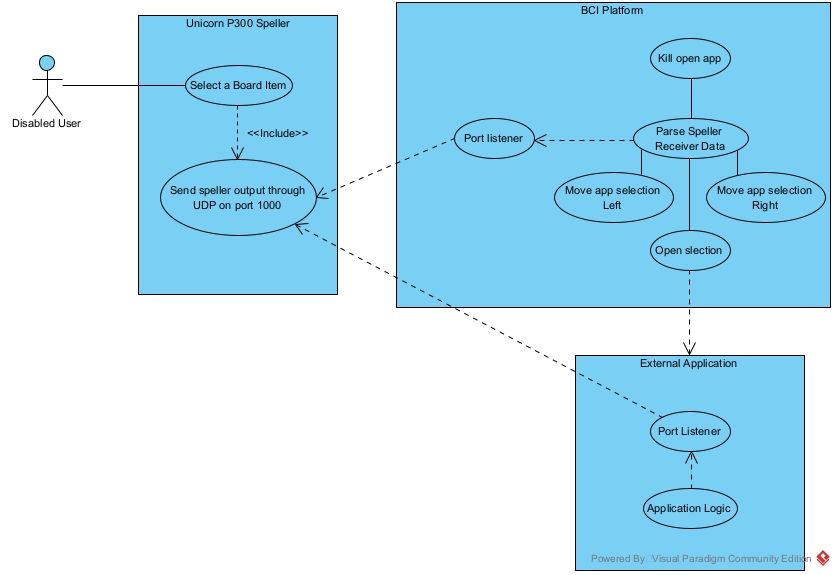 Unicorn P300 Speller
BCI Platform
Disabled User
Select a Board Item
<<Include>>
Send speller output through
UDP on port 1000
Port listener
Kill open app
Parse Speller
Receiver Data
Move app selection
Left
Move app selection
Right
Open slection
External Application
Port Listener
Application Logic
Powered By Visual Paradigm Community Edition